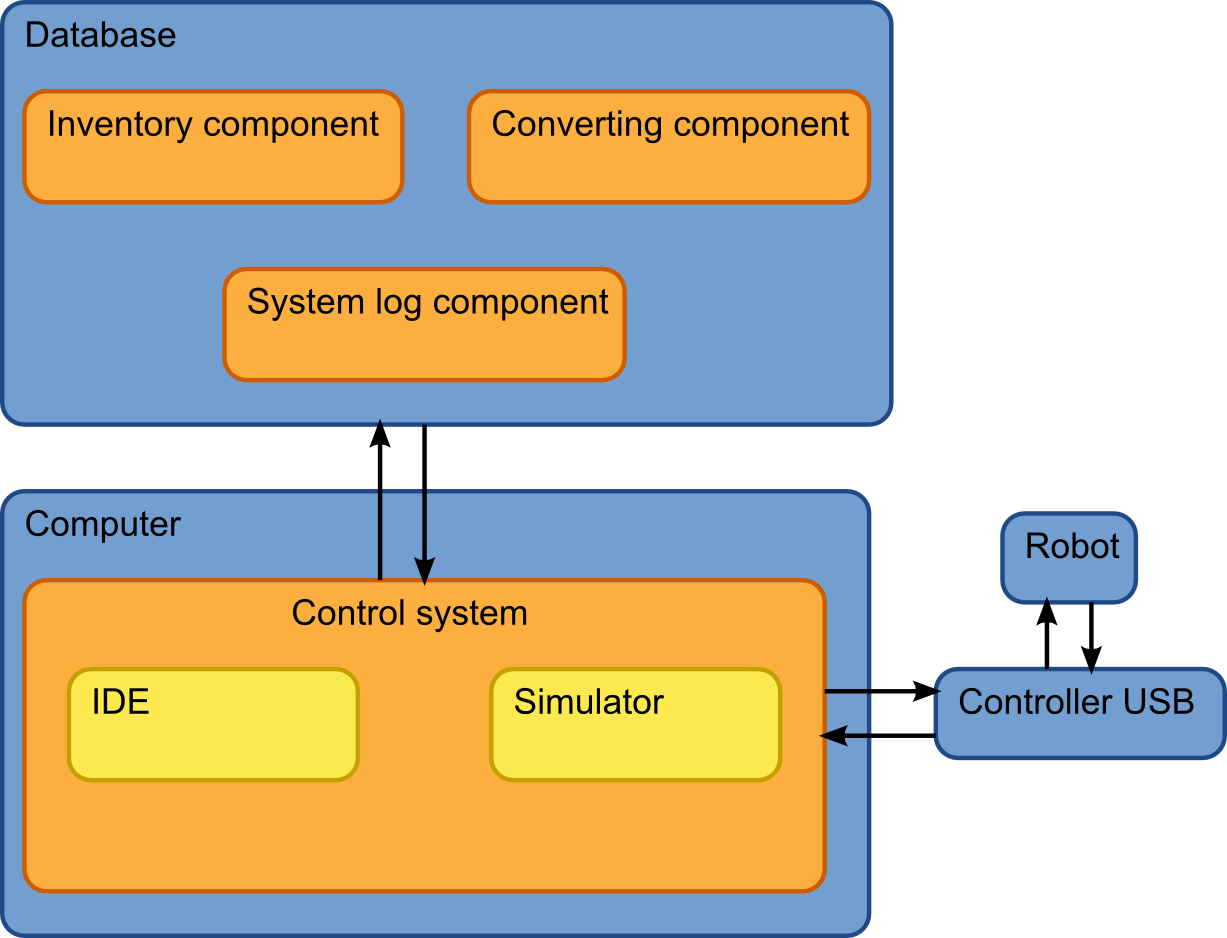 Database
Inventory component
Converting component
System log component
Computer
Control system
IDE
Simulator
Robot
Controller USB